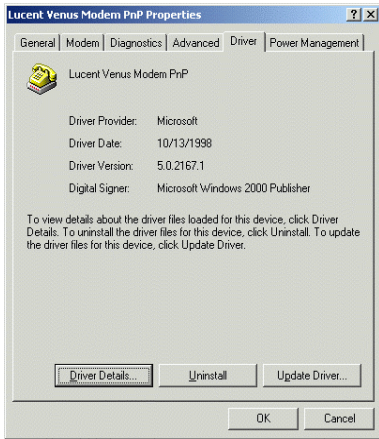 Lucent Venus Modem PnP Properties
General Modem Diagnostics Advanced Driver Power Management
Lucent Venus Modem PnP
Driver Provider: Microsoft
Driver Date: 10/13/1998
Driver Version: 5.0.2167.1
Digital Signer: Microsoft Windows 2000 Publisher
To view details about the driver files loaded for this device, click Driver
Details. To uninstall the driver files for this device, click Uninstall. To update
the driver files for this device, click Update Driver.
Driver Details... Uninstall Update Driver...
OK Cancel